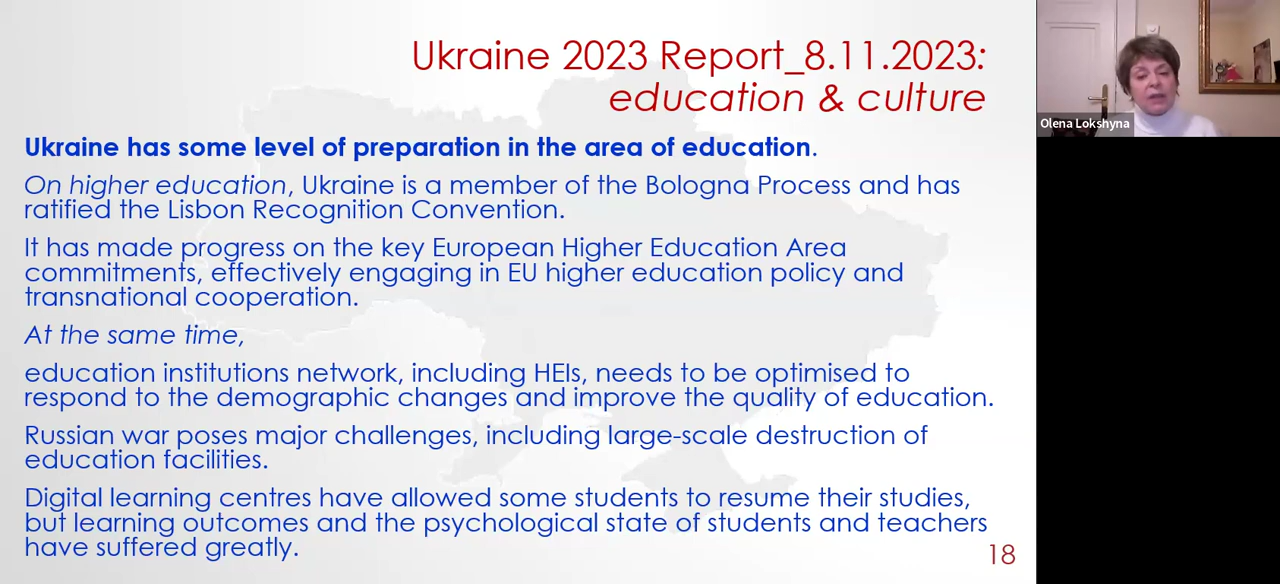 Ukraine 2023 Report_8.11.2023:
education & culture
Ukraine has some level of preparation in the area of education.
On higher education, Ukraine is a member of the Bologna Process and has
ratified the Lisbon Recognition Convention.
It has made progress on the key European Higher Education Area
commitments, effectively engaging in EU higher education policy and
transnational cooperation.
At the same time,
education institutions network, including HEIs, needs to be optimised to
respond to the demographic changes and improve the quality of education.
Russian war poses major challenges, including large-scale destruction of
education facilities.
Digital learning centres have allowed some students to resume their studies,
but learning outcomes and the psychological state of students and teachers
have suffered greatly.
18
Olena Lokshyna